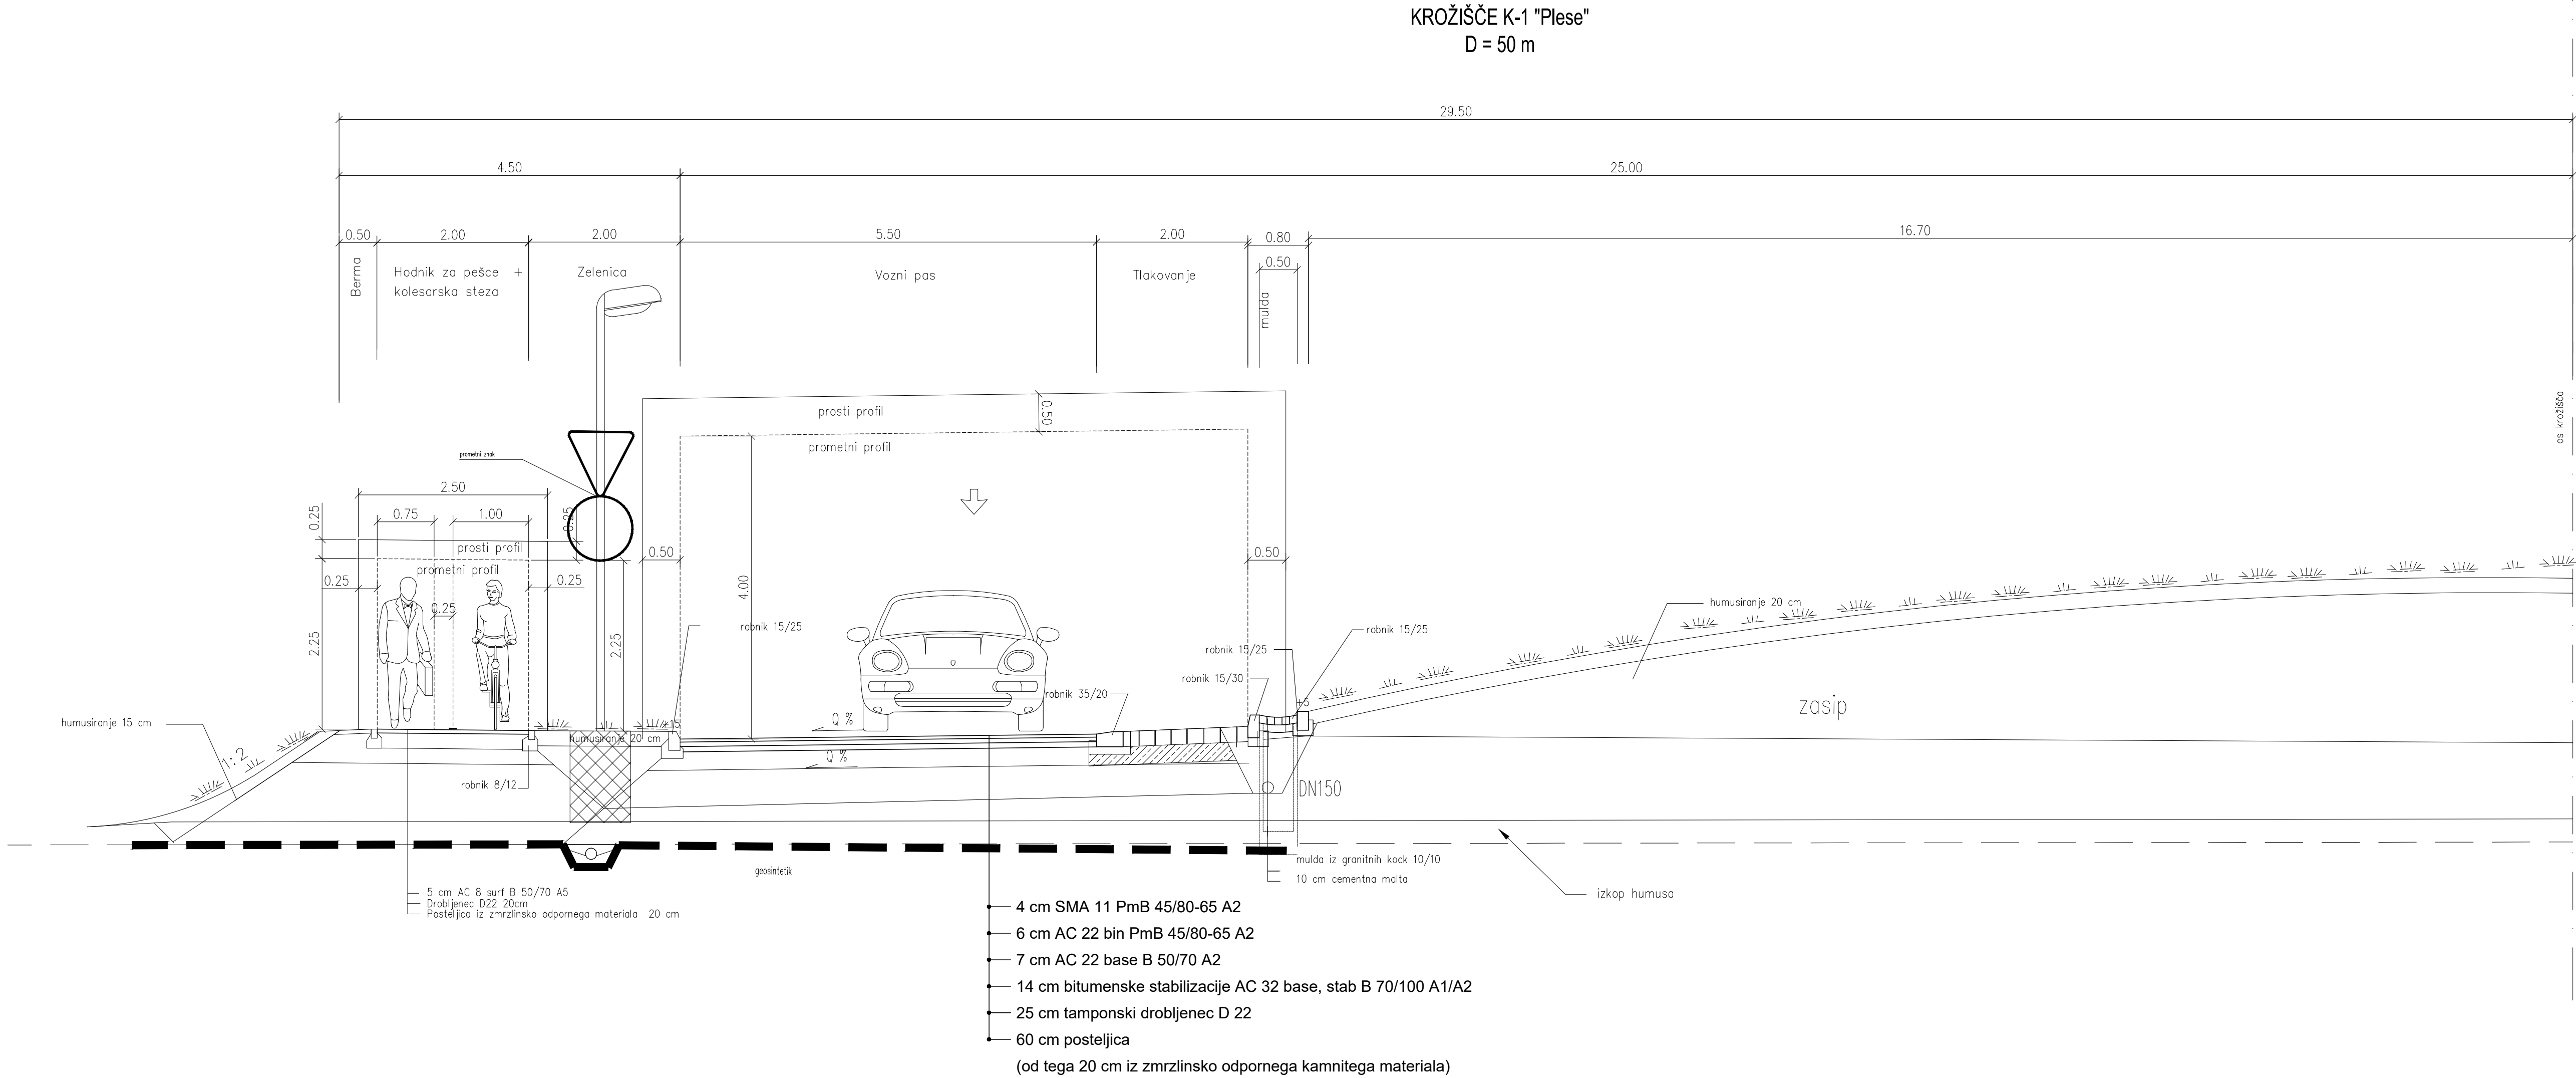 KROŽIŠČE K-1 "Plese"
D = 50 m
29.50
4.50
25.00
0.50
2.00
2.00
5.50
2.00
0.80
16.70
0.50
Berma
Hodnik za pešce +
kolesarska steza
Zelenica
Vozni pas
Tlakovanje
mulda
os krožišča
prosti profil
0.50
prometni profil
prometni znak
2.50
0.25
0.75
1.00
0.25
prosti profil
prometni profil
0.50
0.50
0.25
0.25
4.00
0.25
2.25
2.25
robnik 15/25
robnik 15/25
robnik 15/25
robnik 15/30
robnik 35/20
humusiranje 20 cm
+5
zasip
humusiranje 15 cm
+15
Q %
humusiranje 20 cm
1:2
Q %
robnik 8/12
DN150
geosintetik
mulda iz granitnih kock 10/10
10 cm cementna malta
izkop humusa
5 cm AC 8 surf B 50/70 A5
Drobljenec D22 20cm
Posteljica iz zmrzlinsko odpornega materiala 20 cm
4 cm SMA 11 PmB 45/80-65 A2
6 cm AC 22 bin PmB 45/80-65 A2
7 cm AC 22 base B 50/70 A2
14 cm bitumenske stabilizacije AC 32 base, stab B 70/100 A1/A2
25 cm tamponski drobljenec D 22
60 cm posteljica
(od tega 20 cm iz zmrzlinsko odpornega kamnitega materiala)